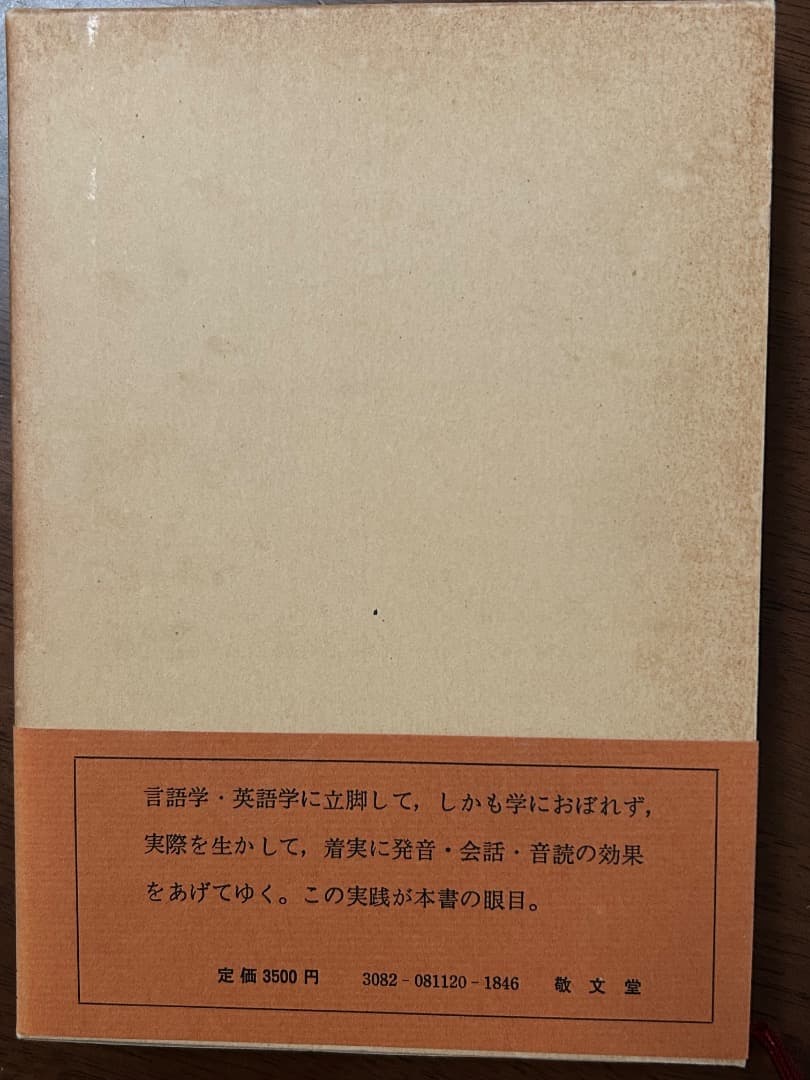 言語学・英語学に立脚して，しかも学におぼれず，
実際を生かして，着実に発音・会話・音読の効果
をあげてゆく。この実践が本書の眼目。
定価3500円　3082－081120－1846　敬文堂